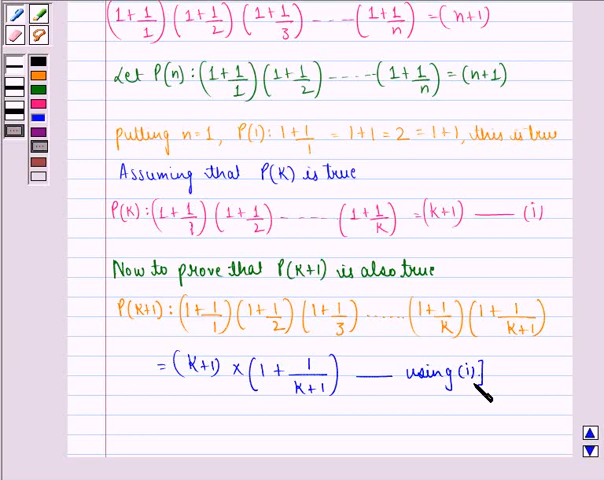 (1+1/1)(1+1/2)(1+1/3) ..... (1+1/n) = (n+1)
Let P(n) : (1+1/1)(1+1/2) ...... (1+1/n) = (n+1)
putting n=1, P(1) : 1+1/1 = 1+1 = 2 = 1+1, this is true
Assuming that P(K) is true
P(K) : (1+1/1)(1+1/2) ...... (1+1/K) = (K+1) —— (i)
Now to prove that P(K+1) is also true
P(K+1) : (1+1/1)(1+1/2)(1+1/3) ...... (1+1/K)(1+1/K+1)
= (K+1) × (1 + 1/K+1) —— using (i).]